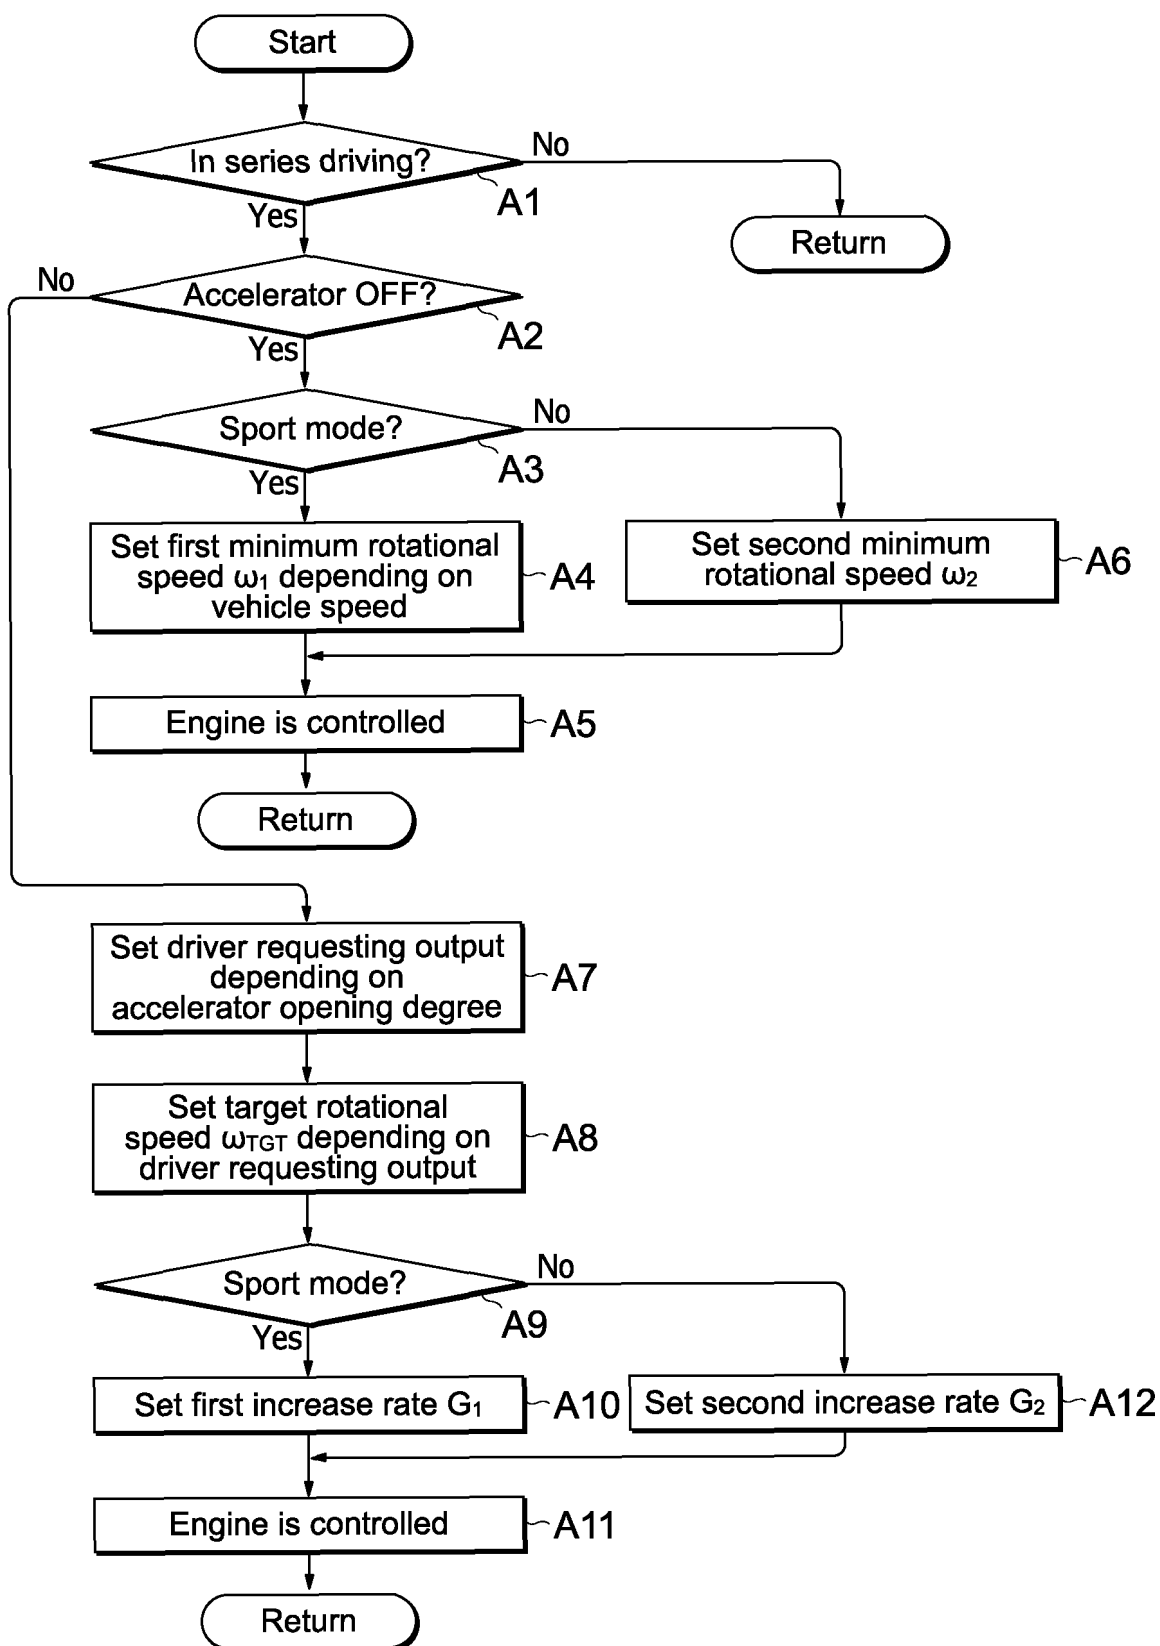 Start
In series driving?
No
A1
Yes
Return
No
Accelerator OFF?
A2
Yes
Sport mode?
No
A3
Yes
Set first minimum rotational
speed ω1 depending on
vehicle speed
A4
Set second minimum
rotational speed ω2
A6
Engine is controlled
A5
Return
Set driver requesting output
depending on
accelerator opening degree
A7
Set target rotational
speed ωTGT depending on
driver requesting output
A8
Sport mode?
No
A9
Yes
Set first increase rate G1
A10
Set second increase rate G2
A12
Engine is controlled
A11
Return